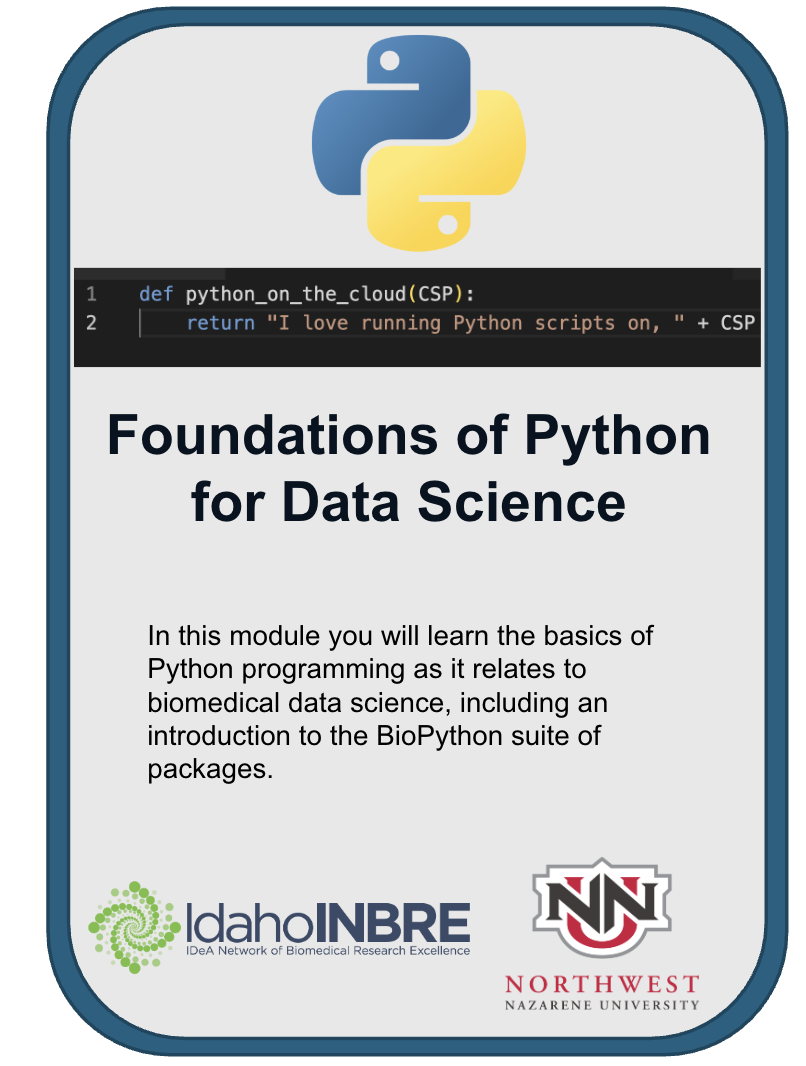 1 def python_on_the_cloud(CSP):
2 return "I love running Python scripts on, " + CSP
Foundations of Python
for Data Science
In this module you will learn the basics of
Python programming as it relates to
biomedical data science, including an
introduction to the BioPython suite of
packages.
IdahoINBRE
IDeA Network of Biomedical Research Excellence
NNU
NORTHWEST
NAZARENE UNIVERSITY